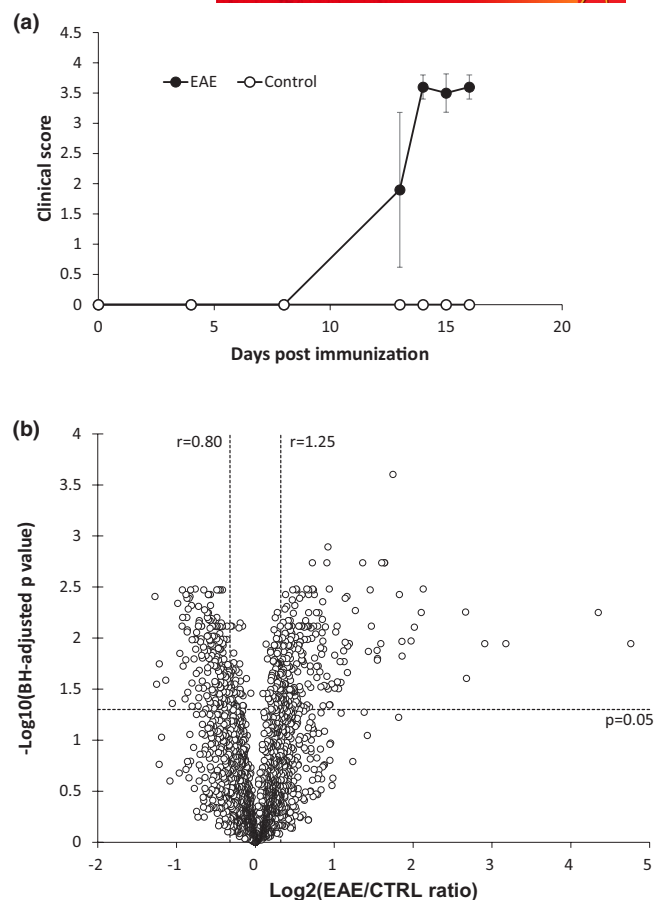 (a)
4.5
4
3.5
3
2.5
2
1.5
1
0.5
0
Clinical score
EAE Control
0 5 10 15 20
Days post immunization
(b)
4
3.5
3
2.5
2
1.5
1
0.5
0
-Log10(BH-adjusted p value)
r=0.80 r=1.25
p=0.05
-2 -1 0 1 2 3 4 5
Log2(EAE/CTRL ratio)